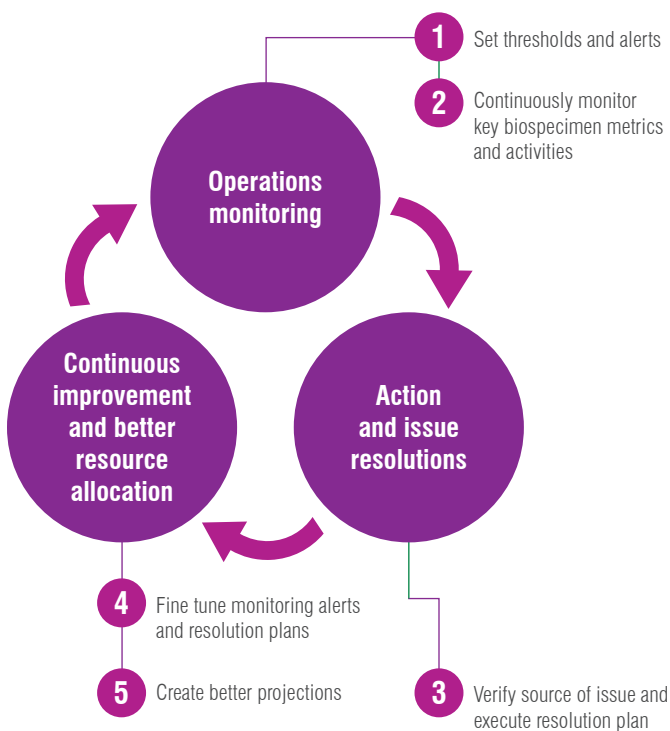 1
Set thresholds and alerts
2
Continuously monitor
key biospecimen metrics
and activities
Operations
monitoring
Action
and issue
resolutions
3
Verify source of issue and
execute resolution plan
Continuous
improvement
and better
resource
allocation
4
Fine tune monitoring alerts
and resolution plans
5
Create better projections